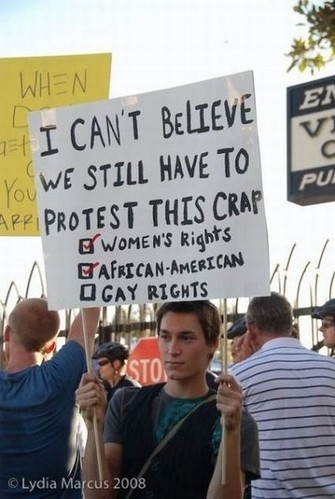 WHEN
I CAN'T BELIEVE
WE STILL HAVE TO
PROTEST THIS CRAP
WOMEN'S Rights
AFRICAN-AMERICAN
GAY RIGHTS
YOU
STOP
© Lydia Marcus 2008